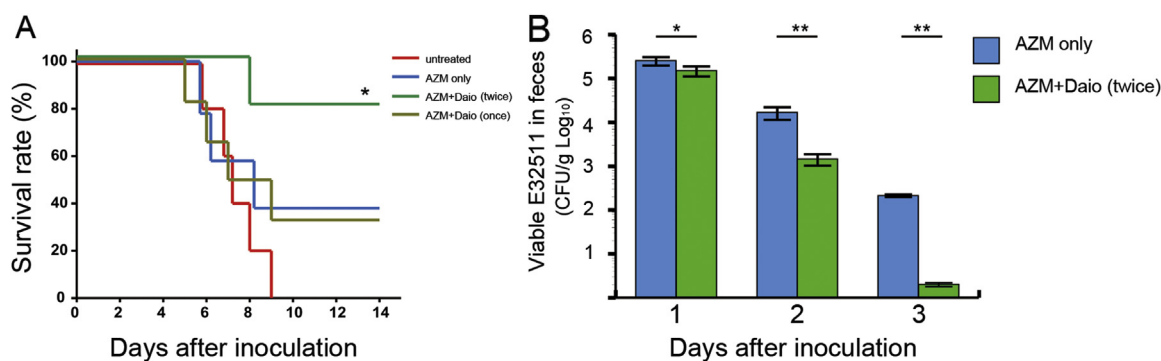 A
Survival rate (%)
100
80
60
40
20
0
0 2 4 6 8 10 12 14
Days after inoculation
untreated
AZM only
AZM+Daio (twice)
AZM+Daio (once)
*
B
Viable E32511 in feces
(CFU/g Log10)
6
5
4
3
2
1
* ** **
1 2 3
Days after inoculation
AZM only
AZM+Daio (twice)